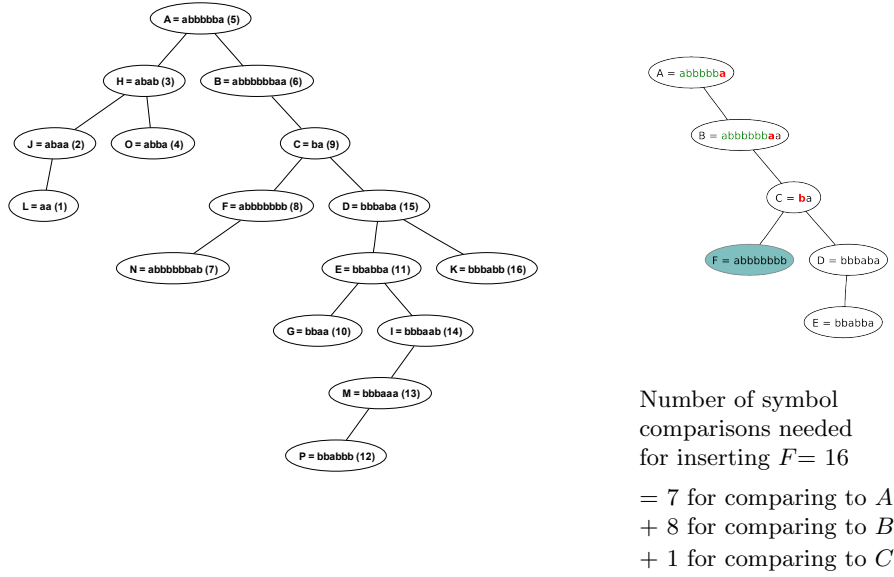 A = abbbbba (5)
H = abab (3)
B = abbbbbbaa (6)
J = abaa (2)
O = abba (4)
C = ba (9)
L = aa (1)
F = abbbbbbb (8)
D = bbbaba (15)
N = abbbbbbab (7)
E = bbabba (11)
K = bbbabb (16)
G = bbaa (10)
I = bbbaab (14)
M = bbbaaa (13)
P = bbabbb (12)
A = abbbbba
B = abbbbbbaa
C = ba
F = abbbbbbb
D = bbbaba
E = bbabba
Number of symbol
comparisons needed
for inserting F= 16
= 7 for comparing to A
+ 8 for comparing to B
+ 1 for comparing to C